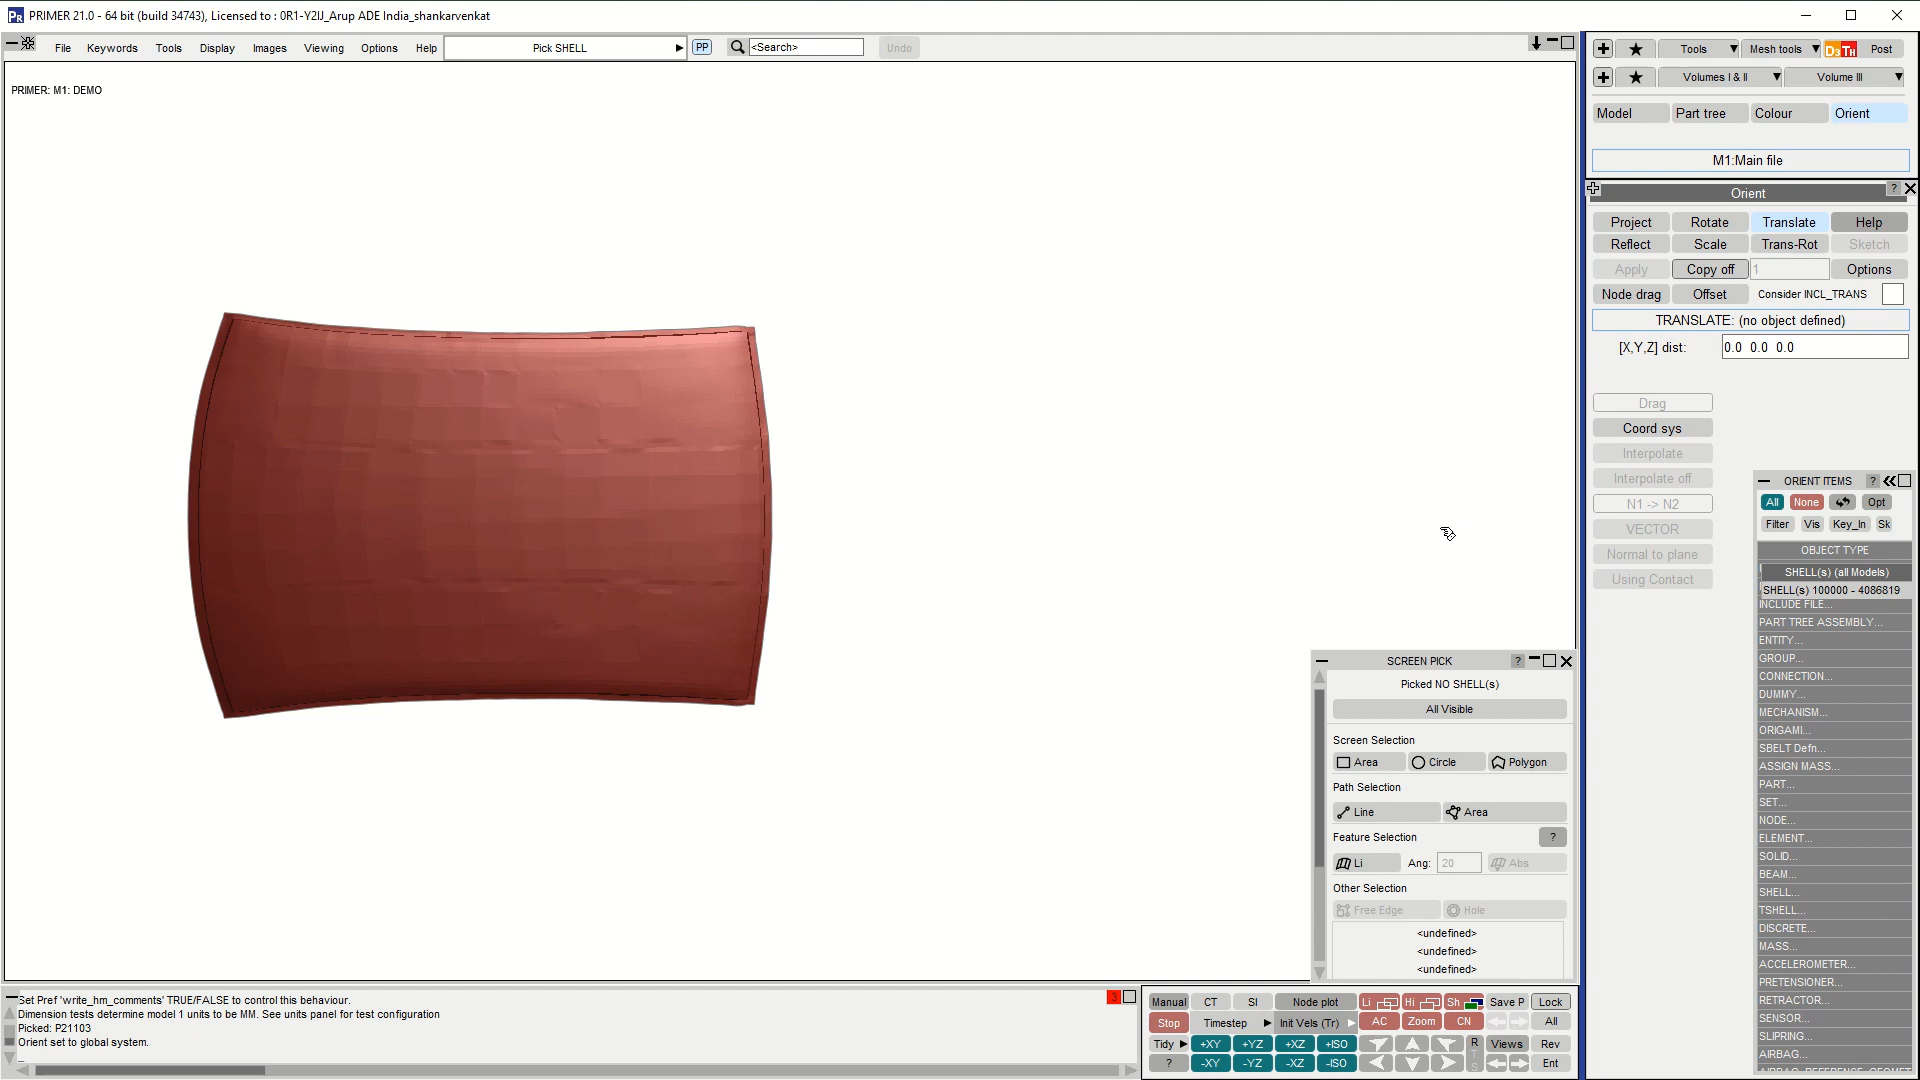 PRIMER 21.0 - 64 bit (build 34743), Licensed to : 0R1-Y2IJ_Arup ADE India_shankarvenkat
File Keywords Tools Display Images Viewing Options Help Pick SHELL PP <Search> Undo
PRIMER: M1: DEMO
Tools Mesh tools D3 TH Post
Volumes I & II Volume III
Model Part tree Colour Orient
M1:Main file
Orient ?
Project Rotate Translate Help
Reflect Scale Trans-Rot Sketch
Apply Copy off 1 Options
Node drag Offset Consider INCL_TRANS
TRANSLATE: (no object defined)
[X,Y,Z] dist: 0.0 0.0 0.0
Drag
Coord sys
Interpolate
Interpolate off
N1 -> N2
VECTOR
Normal to plane
Using Contact
ORIENT ITEMS ?
All None Opt
Filter Vis Key_In Sk
OBJECT TYPE
SHELL(s) (all Models)
SHELL(s) 100000 - 4086819
INCLUDE FILE...
PART TREE ASSEMBLY...
ENTITY...
GROUP...
CONNECTION...
DUMMY...
MECHANISM...
ORIGAMI...
SBELT Defn...
ASSIGN MASS...
PART...
SET...
NODE...
ELEMENT...
SOLID...
BEAM...
SHELL...
TSHELL...
DISCRETE...
MASS...
ACCELEROMETER...
PRETENSIONER...
RETRACTOR...
SENSOR...
SLIPRING...
AIRBAG...
SCREEN PICK ?
Picked NO SHELL(s)
All Visible
Screen Selection
Area Circle Polygon
Path Selection
Line Area
Feature Selection ?
Li Ang: 20 Abs
Other Selection
Free Edge Hole
<undefined>
<undefined>
<undefined>
Set Pref 'write_hm_comments' TRUE/FALSE to control this behaviour. 3
Dimension tests determine model 1 units to be MM. See units panel for test configuration
Picked: P21103
Orient set to global system.
Manual CT SI Node plot Li Hi Sh Save P Lock
Stop Timestep Init Vels (Tr) AC Zoom CN All
Tidy +XY +YZ +XZ +ISO R Views Rev
? -XY -YZ -XZ -ISO T S Ent